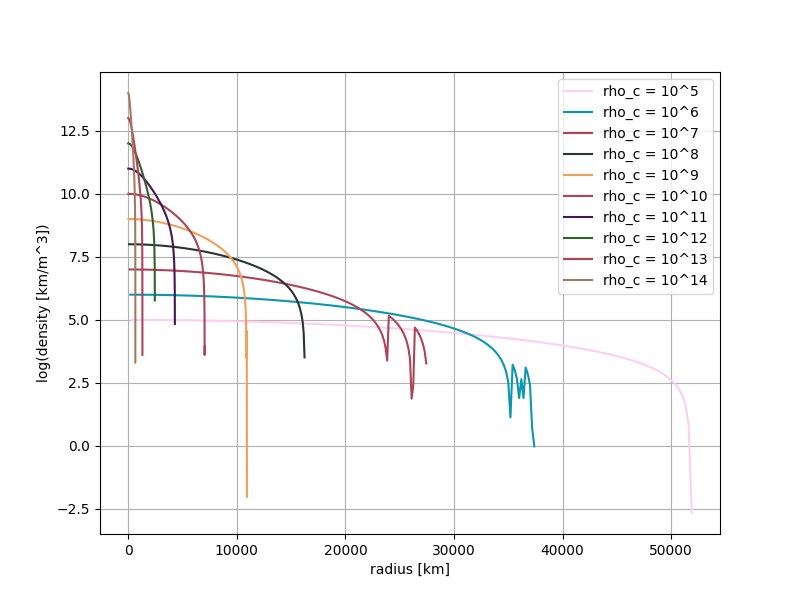 rho_c = 10^5
rho_c = 10^6
rho_c = 10^7
rho_c = 10^8
rho_c = 10^9
rho_c = 10^10
rho_c = 10^11
rho_c = 10^12
rho_c = 10^13
rho_c = 10^14
12.5
10.0
7.5
5.0
2.5
0.0
−2.5
log(density [km/m^3])
0
10000
20000
30000
40000
50000
radius [km]